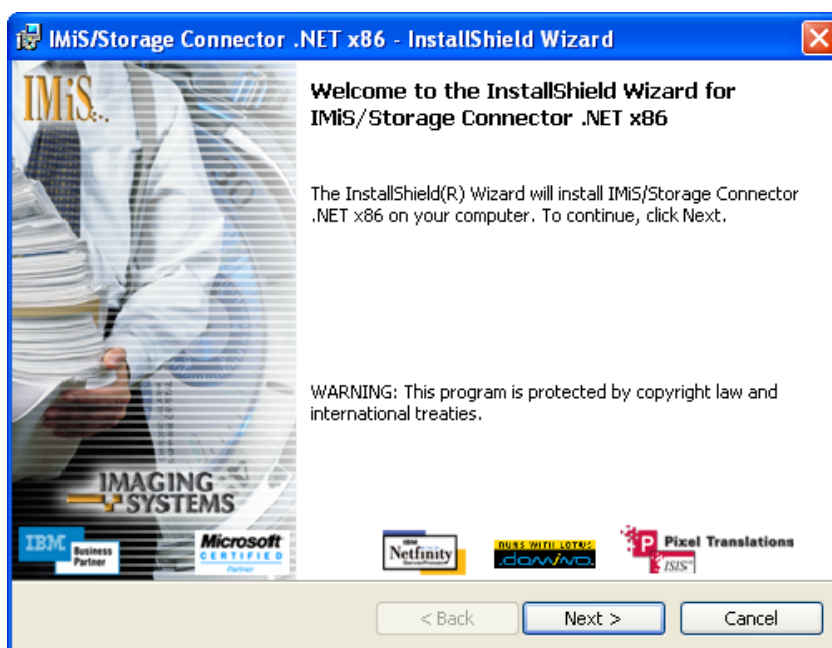 IMiS/Storage Connector .NET x86 - InstallShield Wizard
IMiS
Welcome to the InstallShield Wizard for
IMiS/Storage Connector .NET x86
The InstallShield(R) Wizard will install IMiS/Storage Connector
.NET x86 on your computer. To continue, click Next.
WARNING: This program is protected by copyright law and
international treaties.
IMAGING
SYSTEMS
IBM Business
Partner
Microsoft
CERTIFIED
Partner
IBM
Netfinity
RUNS WITH LOTUS
domino.
Pixel Translations
ISIS
< Back
Next >
Cancel